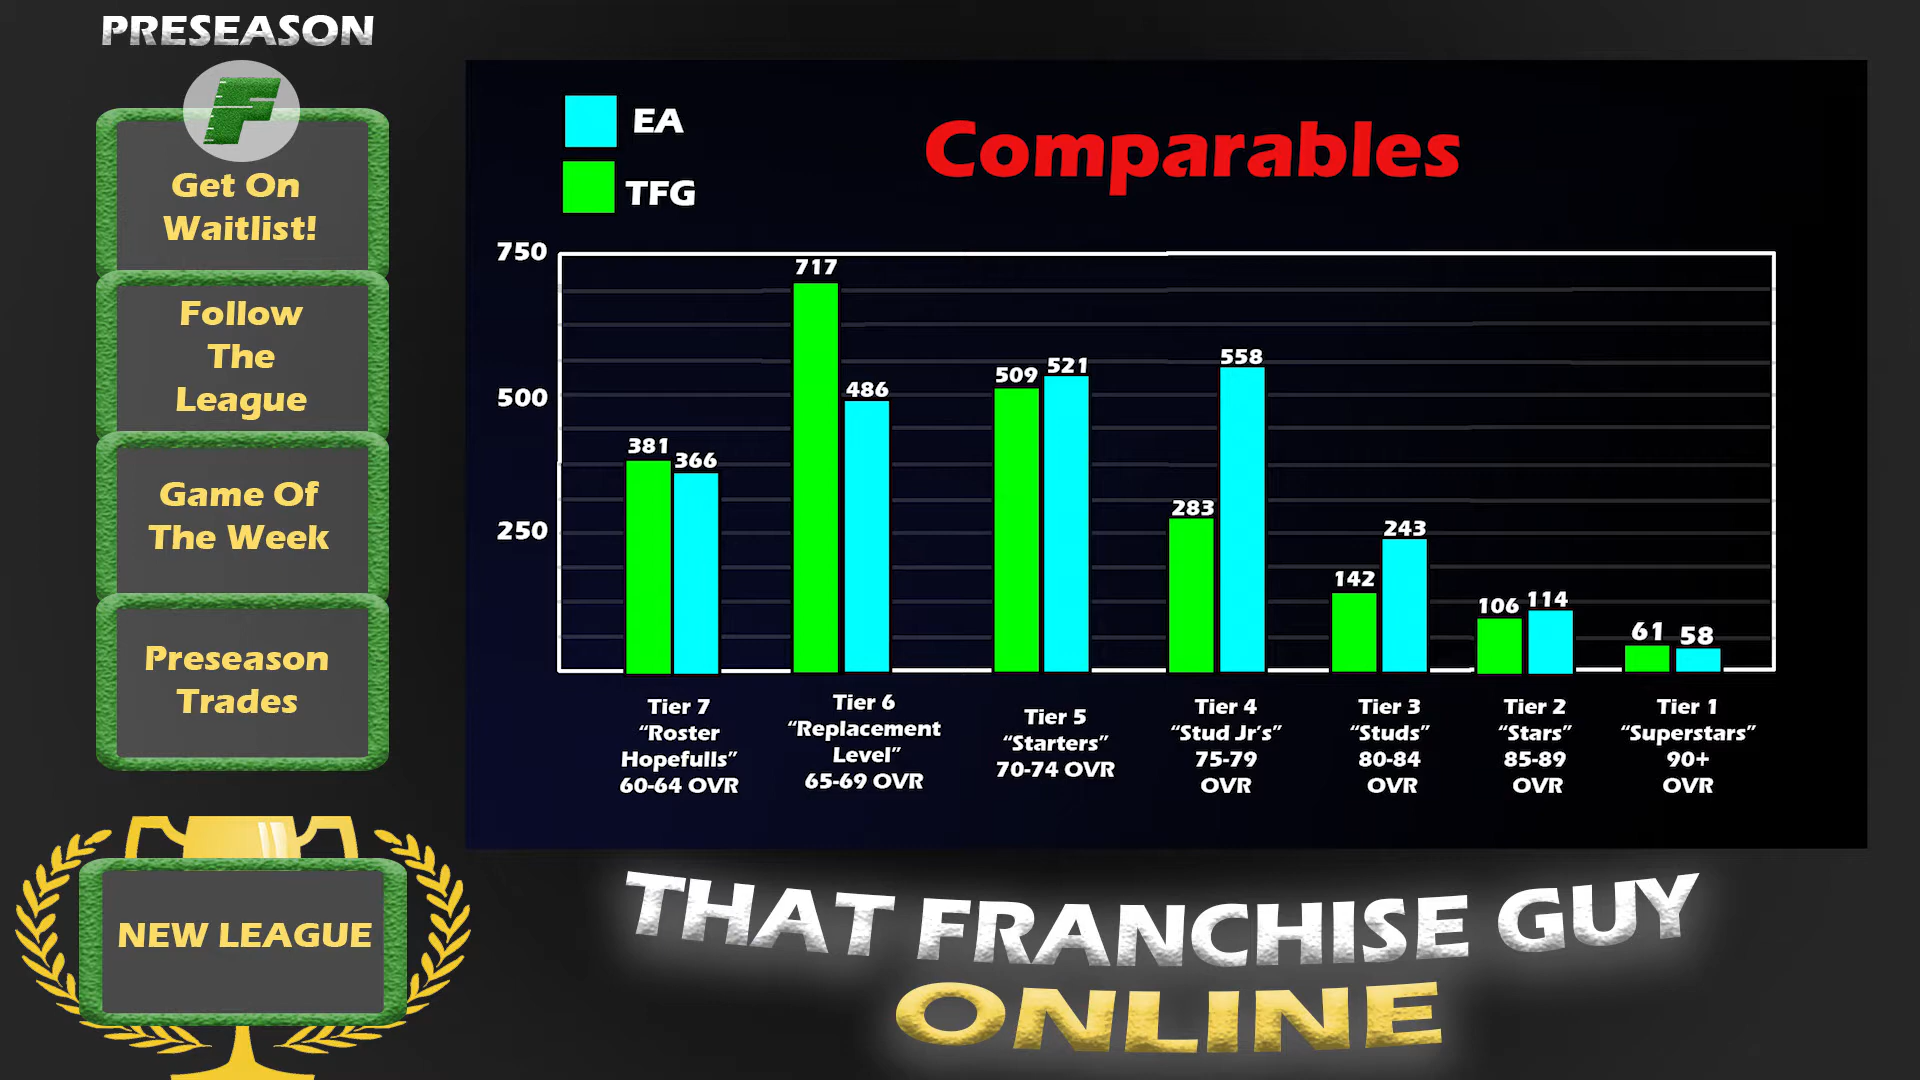 PRESEASON
F
Get On
Waitlist!
Follow
The
League
Game Of
The Week
Preseason
Trades
NEW LEAGUE
EA
TFG
Comparables
750
500
250
381
366
717
486
509
521
283
558
142
243
106
114
61
58
Tier 7
“Roster
Hopefulls”
60-64 OVR
Tier 6
“Replacement
Level”
65-69 OVR
Tier 5
“Starters”
70-74 OVR
Tier 4
“Stud Jr’s”
75-79
OVR
Tier 3
“Studs”
80-84
OVR
Tier 2
“Stars”
85-89
OVR
Tier 1
“Superstars”
90+
OVR
THAT FRANCHISE GUY
ONLINE